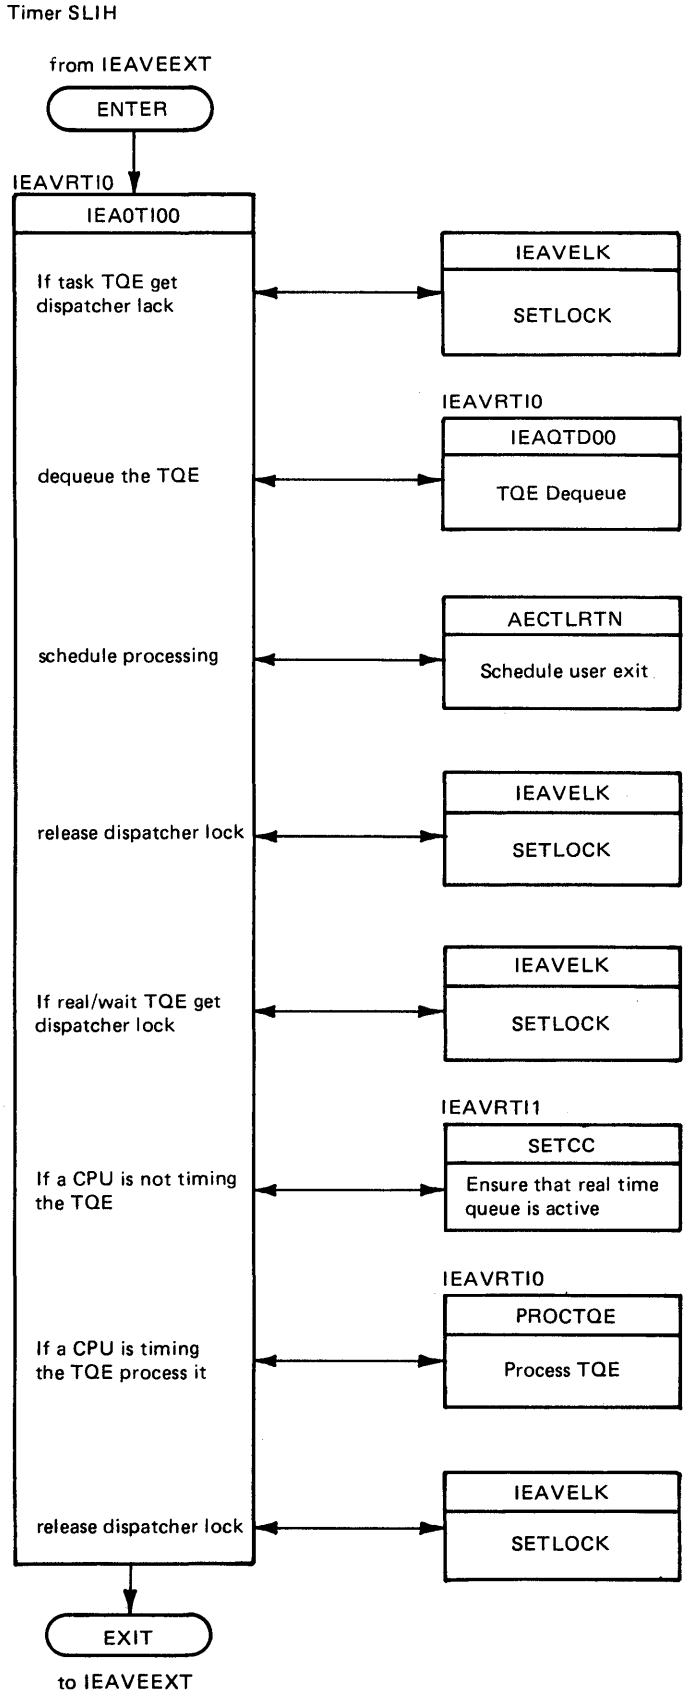 Timer SLIH
from IEAVEEXT
ENTER
IEAVRTI0
IEA0TI00
If task TQE get
dispatcher lack
IEAVELK
SETLOCK
dequeue the TQE
IEAVRTI0
IEAQTD00
TQE Dequeue
schedule processing
AECTLRTN
Schedule user exit
release dispatcher lock
IEAVELK
SETLOCK
If real/wait TQE get
dispatcher lock
IEAVELK
SETLOCK
If a CPU is not timing
the TQE
IEAVRTI1
SETCC
Ensure that real time
queue is active
If a CPU is timing
the TQE process it
IEAVRTI0
PROCTQE
Process TQE
release dispatcher lock
IEAVELK
SETLOCK
EXIT
to IEAVEEXT